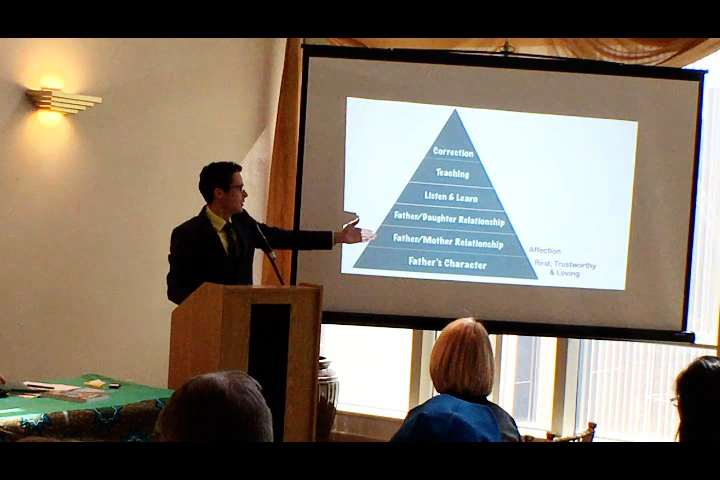 Correction
Teaching
Listen & Learn
Father/Daughter Relationship
Father/Mother Relationship
Affection
Father's Character
Real, Trustworthy
& Loving